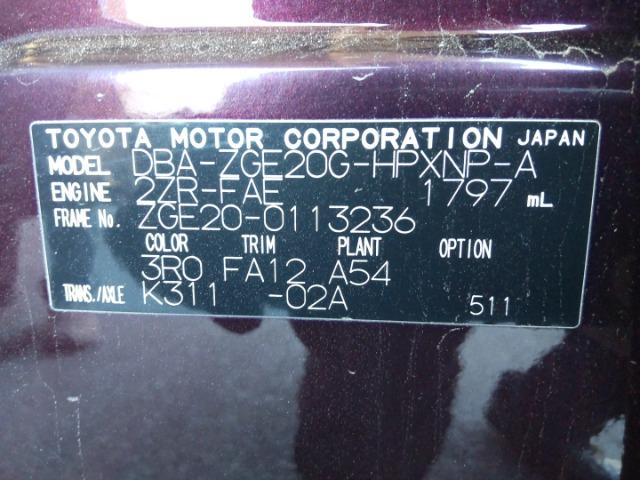 TOYOTA MOTOR CORPORATION JAPAN
MODEL DBA-ZGE20G-HPXNP-A
ENGINE 2ZR-FAE 1797 mL
FRAME No. ZGE20-0113236
COLOR TRIM PLANT OPTION
3R0 FA12 A54
TRANS./AXLE K311 -02A 511